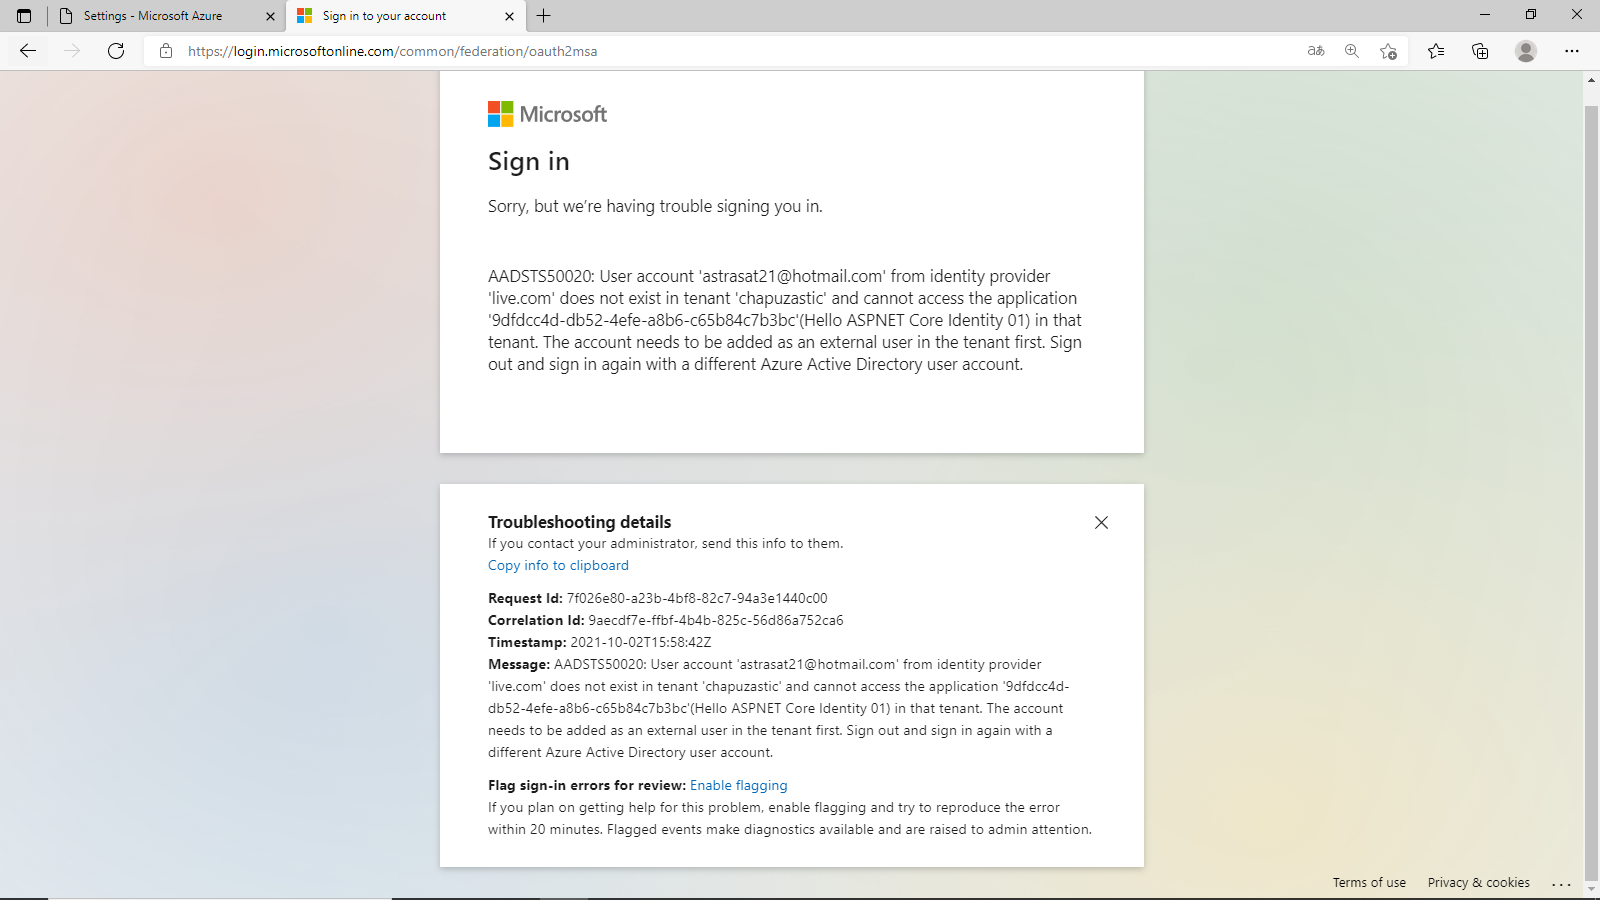 Settings - Microsoft Azure
Sign in to your account
https://login.microsoftonline.com/common/federation/oauth2msa
aあ
Microsoft
Sign in
Sorry, but we’re having trouble signing you in.
AADSTS50020: User account 'astrasat21@hotmail.com' from identity provider
'live.com' does not exist in tenant 'chapuzastic' and cannot access the application
'9dfdcc4d-db52-4efe-a8b6-c65b84c7b3bc'(Hello ASPNET Core Identity 01) in that
tenant. The account needs to be added as an external user in the tenant first. Sign
out and sign in again with a different Azure Active Directory user account.
Troubleshooting details
If you contact your administrator, send this info to them.
Copy info to clipboard
Request Id: 7f026e80-a23b-4bf8-82c7-94a3e1440c00
Correlation Id: 9aecdf7e-ffbf-4b4b-825c-56d86a752ca6
Timestamp: 2021-10-02T15:58:42Z
Message: AADSTS50020: User account 'astrasat21@hotmail.com' from identity provider
'live.com' does not exist in tenant 'chapuzastic' and cannot access the application '9dfdcc4d-
db52-4efe-a8b6-c65b84c7b3bc'(Hello ASPNET Core Identity 01) in that tenant. The account
needs to be added as an external user in the tenant first. Sign out and sign in again with a
different Azure Active Directory user account.
Flag sign-in errors for review: Enable flagging
If you plan on getting help for this problem, enable flagging and try to reproduce the error
within 20 minutes. Flagged events make diagnostics available and are raised to admin attention.
Terms of use Privacy & cookies ...